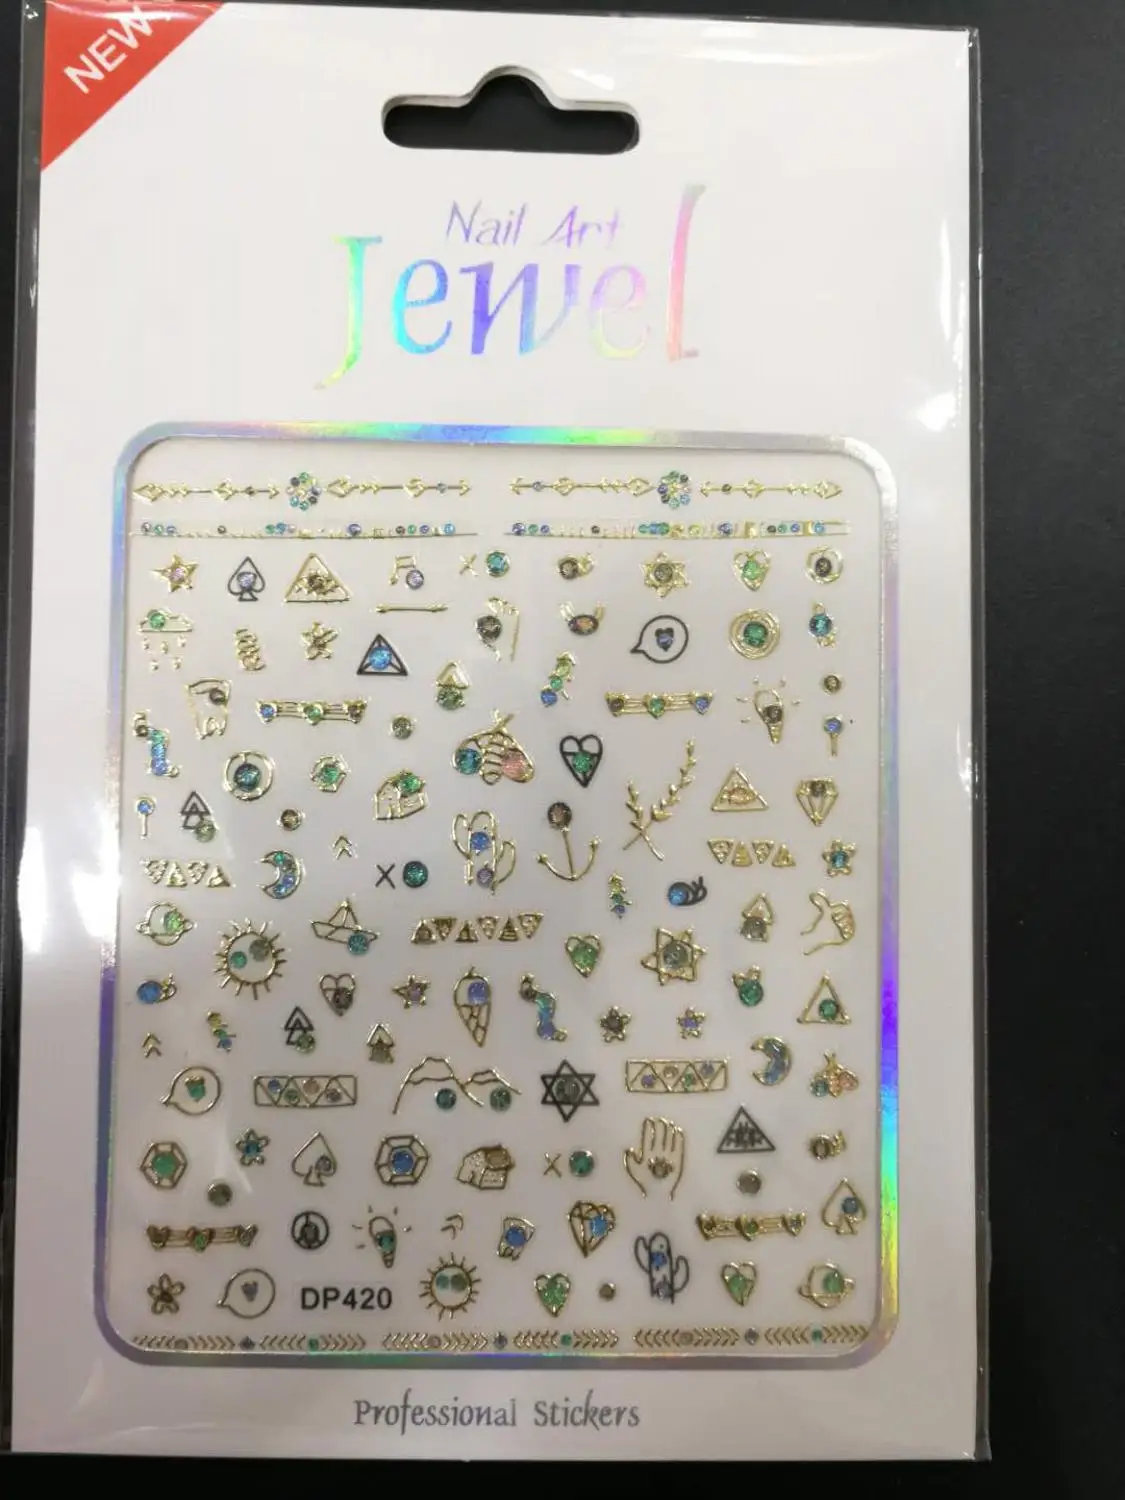 NEW
Nail Art
Jewel
DP420
Professional Stickers